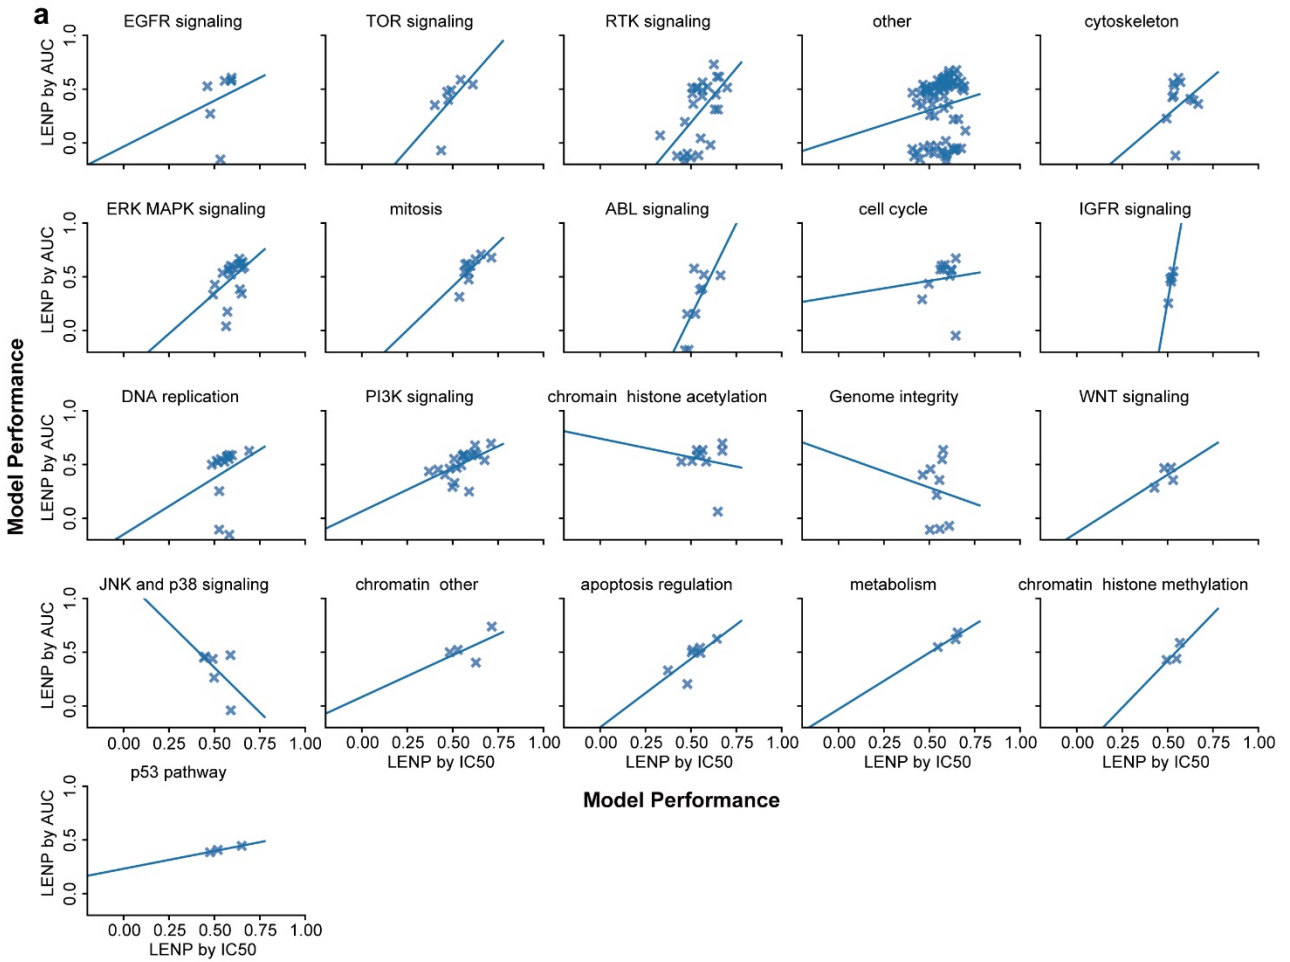 a
EGFR signaling
TOR signaling
RTK signaling
other
cytoskeleton
LENP by AUC
1.0
0.5
0.0
ERK MAPK signaling
mitosis
ABL signaling
cell cycle
IGFR signaling
LENP by AUC
1.0
0.5
0.0
Model Performance
DNA replication
PI3K signaling
chromain histone acetylation
Genome integrity
WNT signaling
LENP by AUC
1.0
0.5
0.0
JNK and p38 signaling
chromatin other
apoptosis regulation
metabolism
chromatin histone methylation
LENP by AUC
1.0
0.5
0.0
0.00 0.25 0.50 0.75 1.00
0.00 0.25 0.50 0.75 1.00
LENP by IC50
0.00 0.25 0.50 0.75 1.00
LENP by IC50
0.00 0.25 0.50 0.75 1.00
LENP by IC50
0.00 0.25 0.50 0.75 1.00
LENP by IC50
p53 pathway
Model Performance
LENP by AUC
1.0
0.5
0.0
0.00 0.25 0.50 0.75 1.00
LENP by IC50